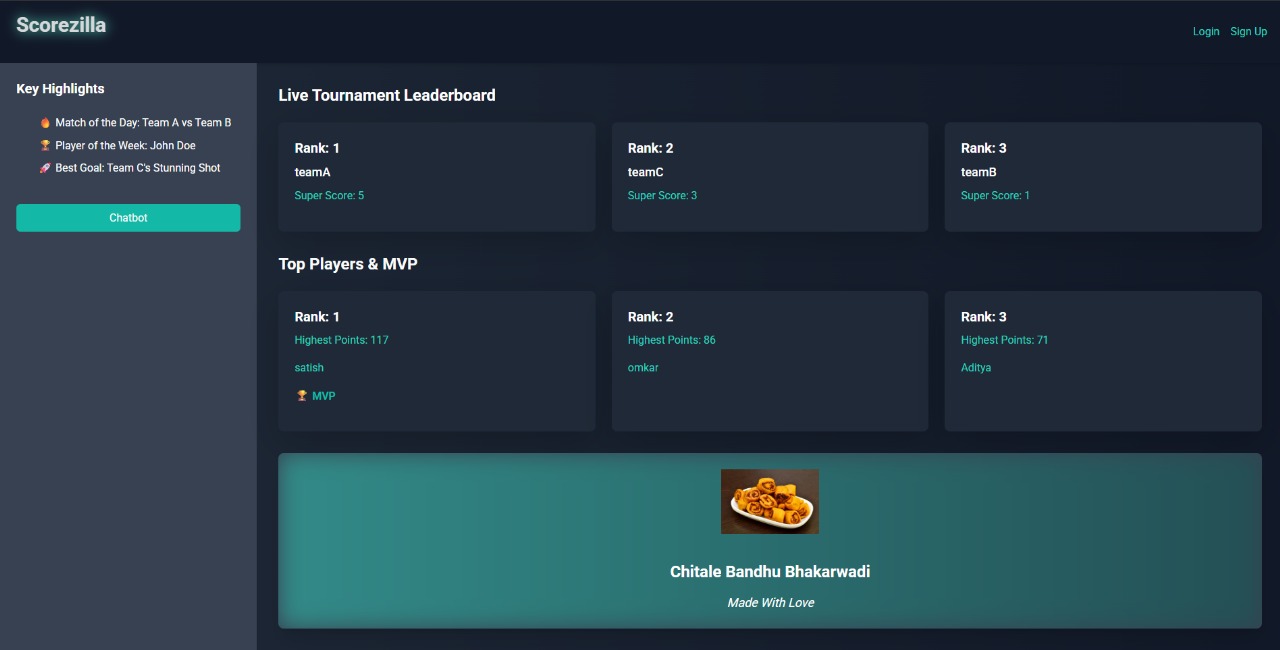 Scorezilla
Login Sign Up
Key Highlights
🔥 Match of the Day: Team A vs Team B
🏆 Player of the Week: John Doe
🚀 Best Goal: Team C's Stunning Shot
Chatbot
Live Tournament Leaderboard
Rank: 1
teamA
Super Score: 5
Rank: 2
teamC
Super Score: 3
Rank: 3
teamB
Super Score: 1
Top Players & MVP
Rank: 1
Highest Points: 117
satish
🏆 MVP
Rank: 2
Highest Points: 86
omkar
Rank: 3
Highest Points: 71
Aditya
Chitale Bandhu Bhakarwadi
Made With Love